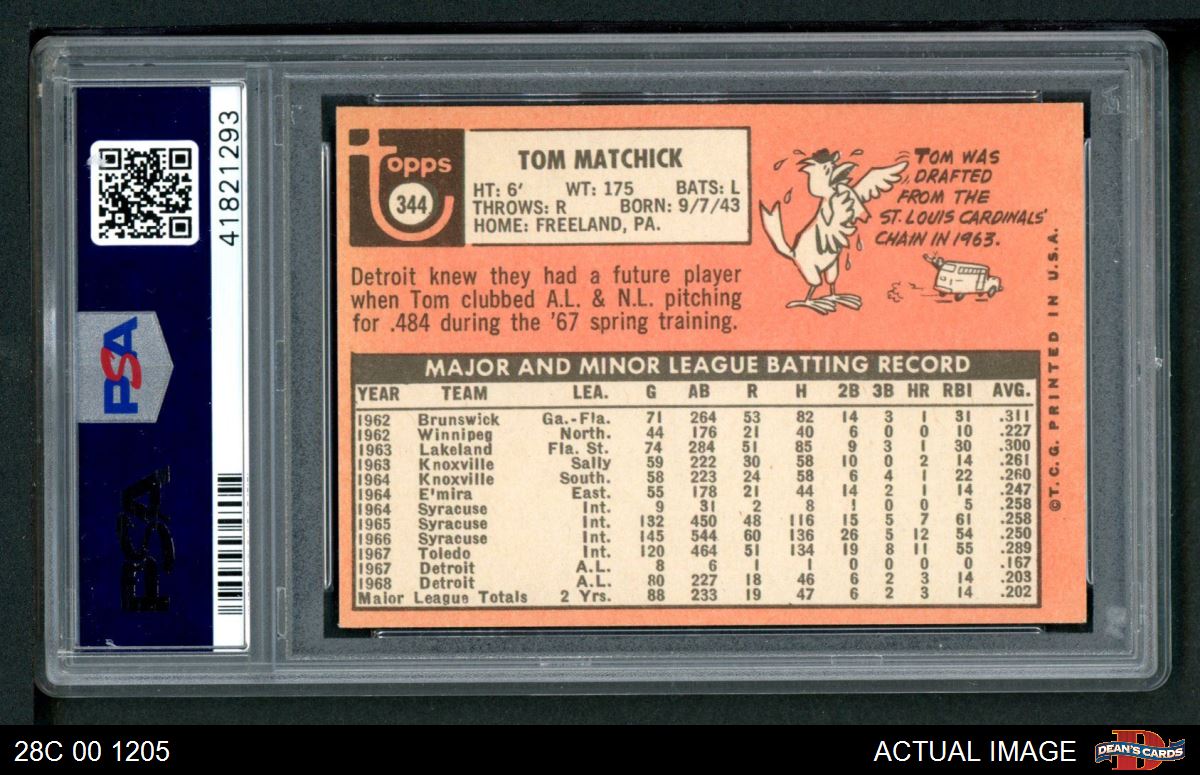 41821293
PSA
PSA
topps
344
TOM MATCHICK
HT: 6' WT: 175 BATS: L
THROWS: R BORN: 9/7/43
HOME: FREELAND, PA.
TOM WAS
DRAFTED
FROM THE
ST. LOUIS CARDINALS'
CHAIN IN 1963.
Detroit knew they had a future player
when Tom clubbed A.L. & N.L. pitching
for .484 during the '67 spring training.
MAJOR AND MINOR LEAGUE BATTING RECORD
YEAR TEAM LEA. G AB R H 2B 3B HR RBI AVG.
1962 Brunswick Ga.-Fla. 71 264 53 82 14 3 1 31 .311
1962 Winnipeg North. 44 176 21 40 6 0 0 10 .227
1963 Lakeland Fla. St. 74 284 51 85 9 3 1 30 .300
1963 Knoxville Sally 59 222 30 58 10 0 2 14 .261
1964 Knoxville South. 58 223 24 58 6 4 1 22 .260
1964 E'mira East. 55 178 21 44 14 2 1 14 .247
1964 Syracuse Int. 9 31 2 8 1 0 0 5 .258
1965 Syracuse Int. 132 450 48 116 15 5 7 61 .258
1966 Syracuse Int. 145 544 60 136 26 5 12 54 .250
1967 Toledo Int. 120 464 51 134 19 8 11 55 .289
1967 Detroit A.L. 8 6 1 1 0 0 0 0 .167
1968 Detroit A.L. 80 227 18 46 6 2 3 14 .203
Major League Totals 2 Yrs. 88 233 19 47 6 2 3 14 .202
©T.C.G. PRINTED IN U.S.A.
28C 00 1205
ACTUAL IMAGE
DEAN'S CARDS